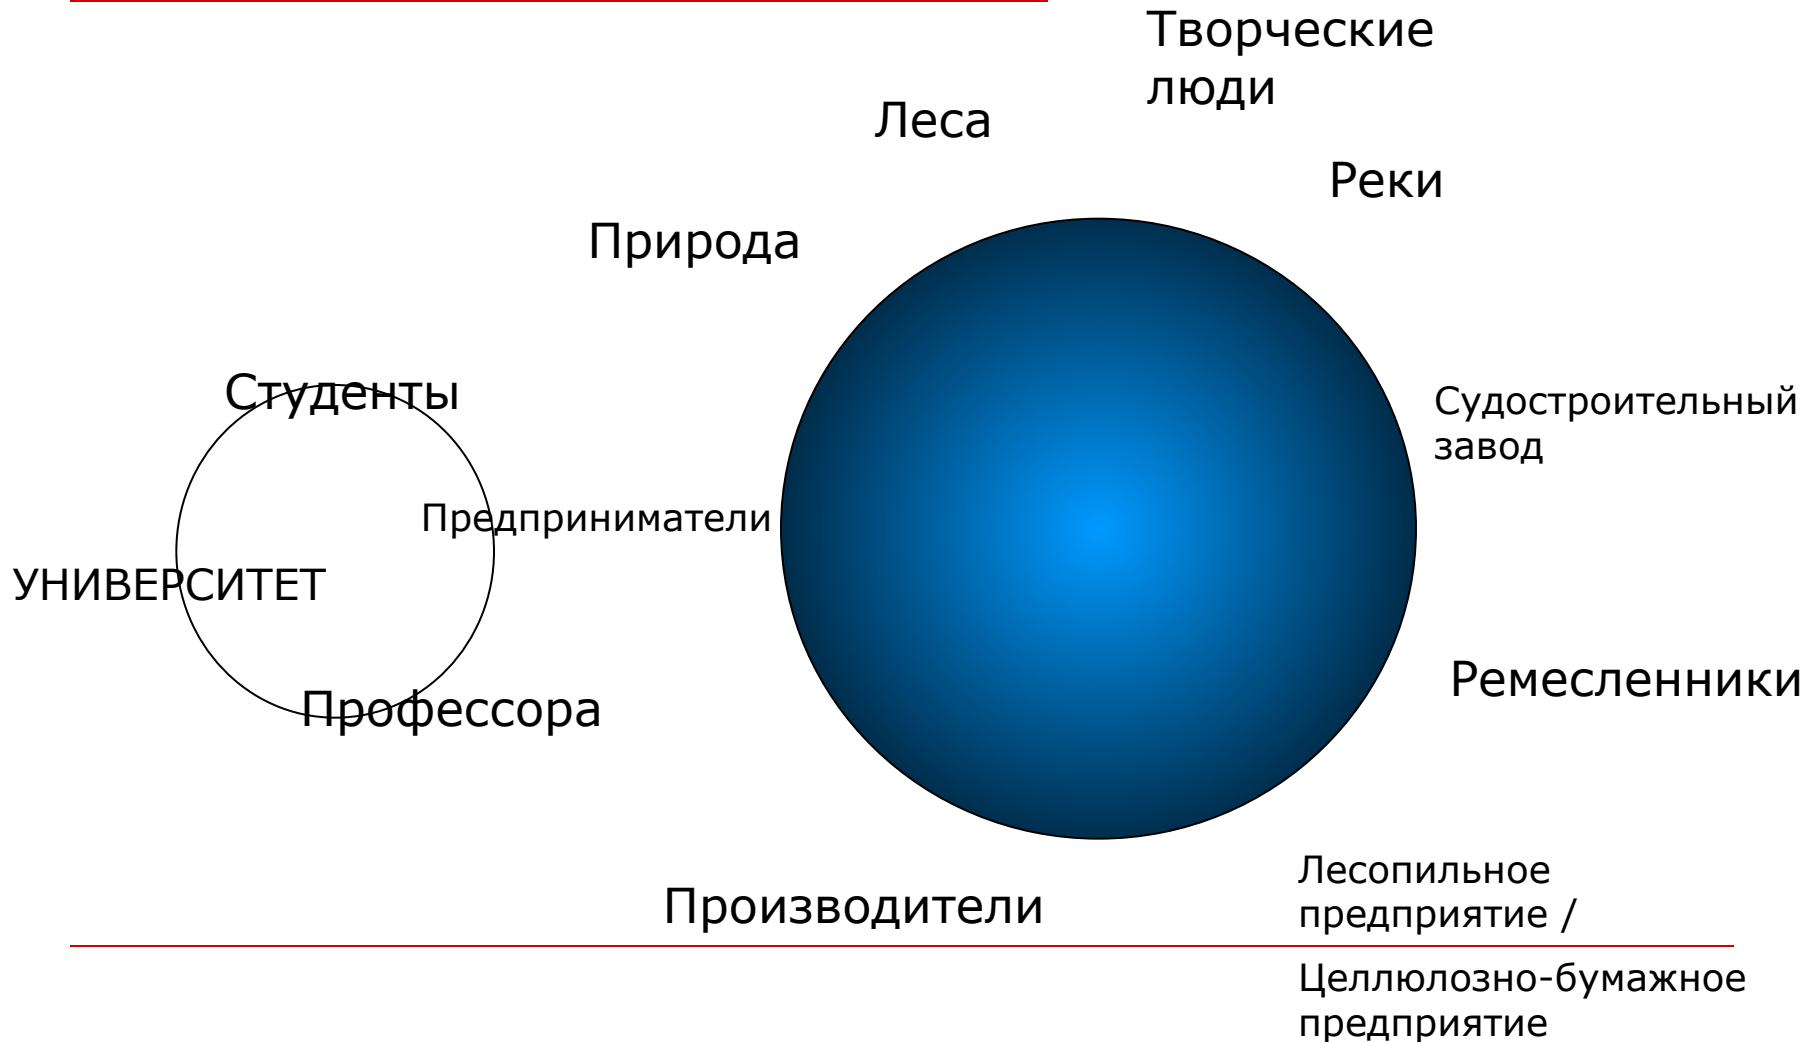 Творческие
люди
Леса
Реки
Природа
Студенты
Судостроительный
завод
Предприниматели
УНИВЕРСИТЕТ
Ремесленники
Профессора
Лесопильное
предприятие /
Производители
Целлюлозно-бумажное
предприятие